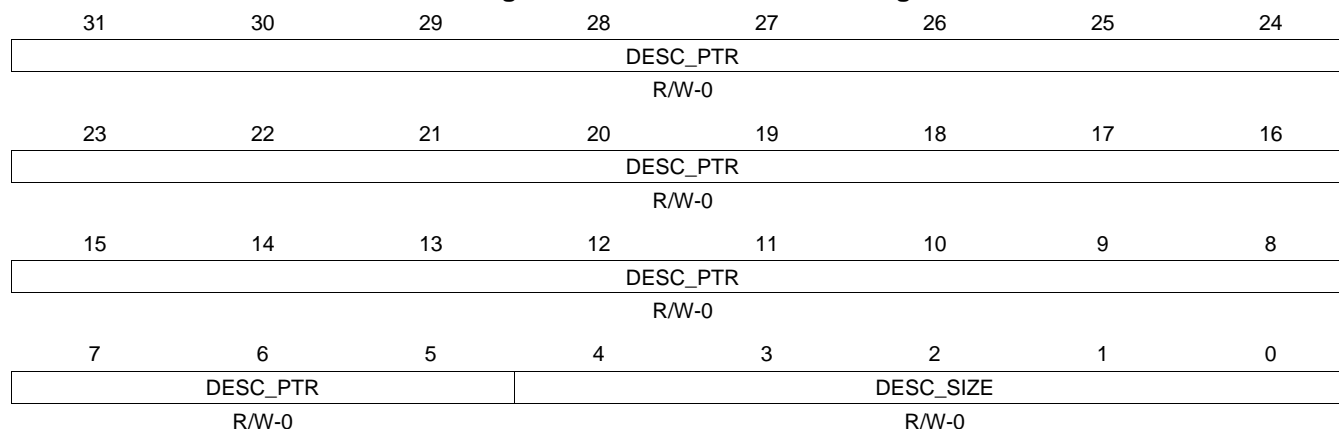 31 30 29 28 27 26 25 24
DESC_PTR
R/W-0
23 22 21 20 19 18 17 16
DESC_PTR
R/W-0
15 14 13 12 11 10 9 8
DESC_PTR
R/W-0
7 6 5 4 3 2 1 0
DESC_PTR DESC_SIZE
R/W-0 R/W-0